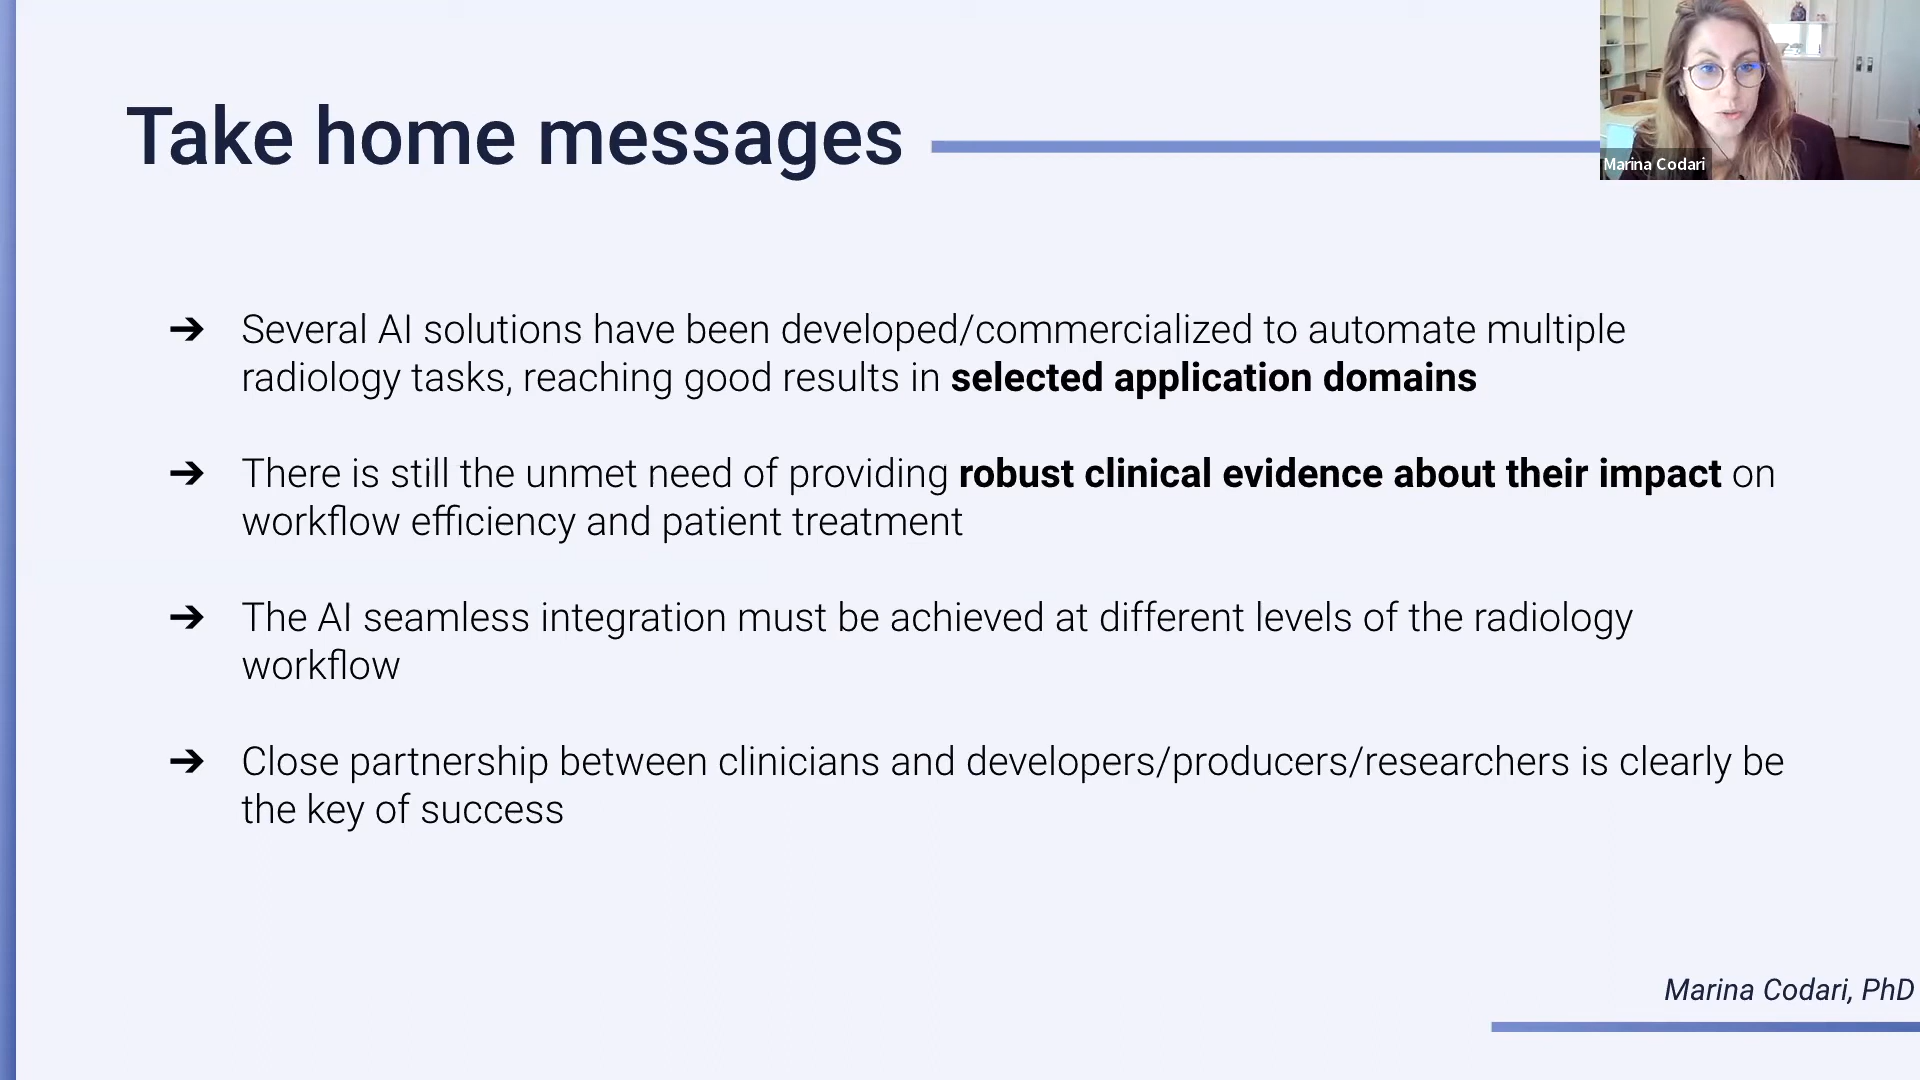 Take home messages
Marina Codari
➔ Several AI solutions have been developed/commercialized to automate multiple
radiology tasks, reaching good results in selected application domains
➔ There is still the unmet need of providing robust clinical evidence about their impact on
workflow efficiency and patient treatment
➔ The AI seamless integration must be achieved at different levels of the radiology
workflow
➔ Close partnership between clinicians and developers/producers/researchers is clearly be
the key of success
Marina Codari, PhD